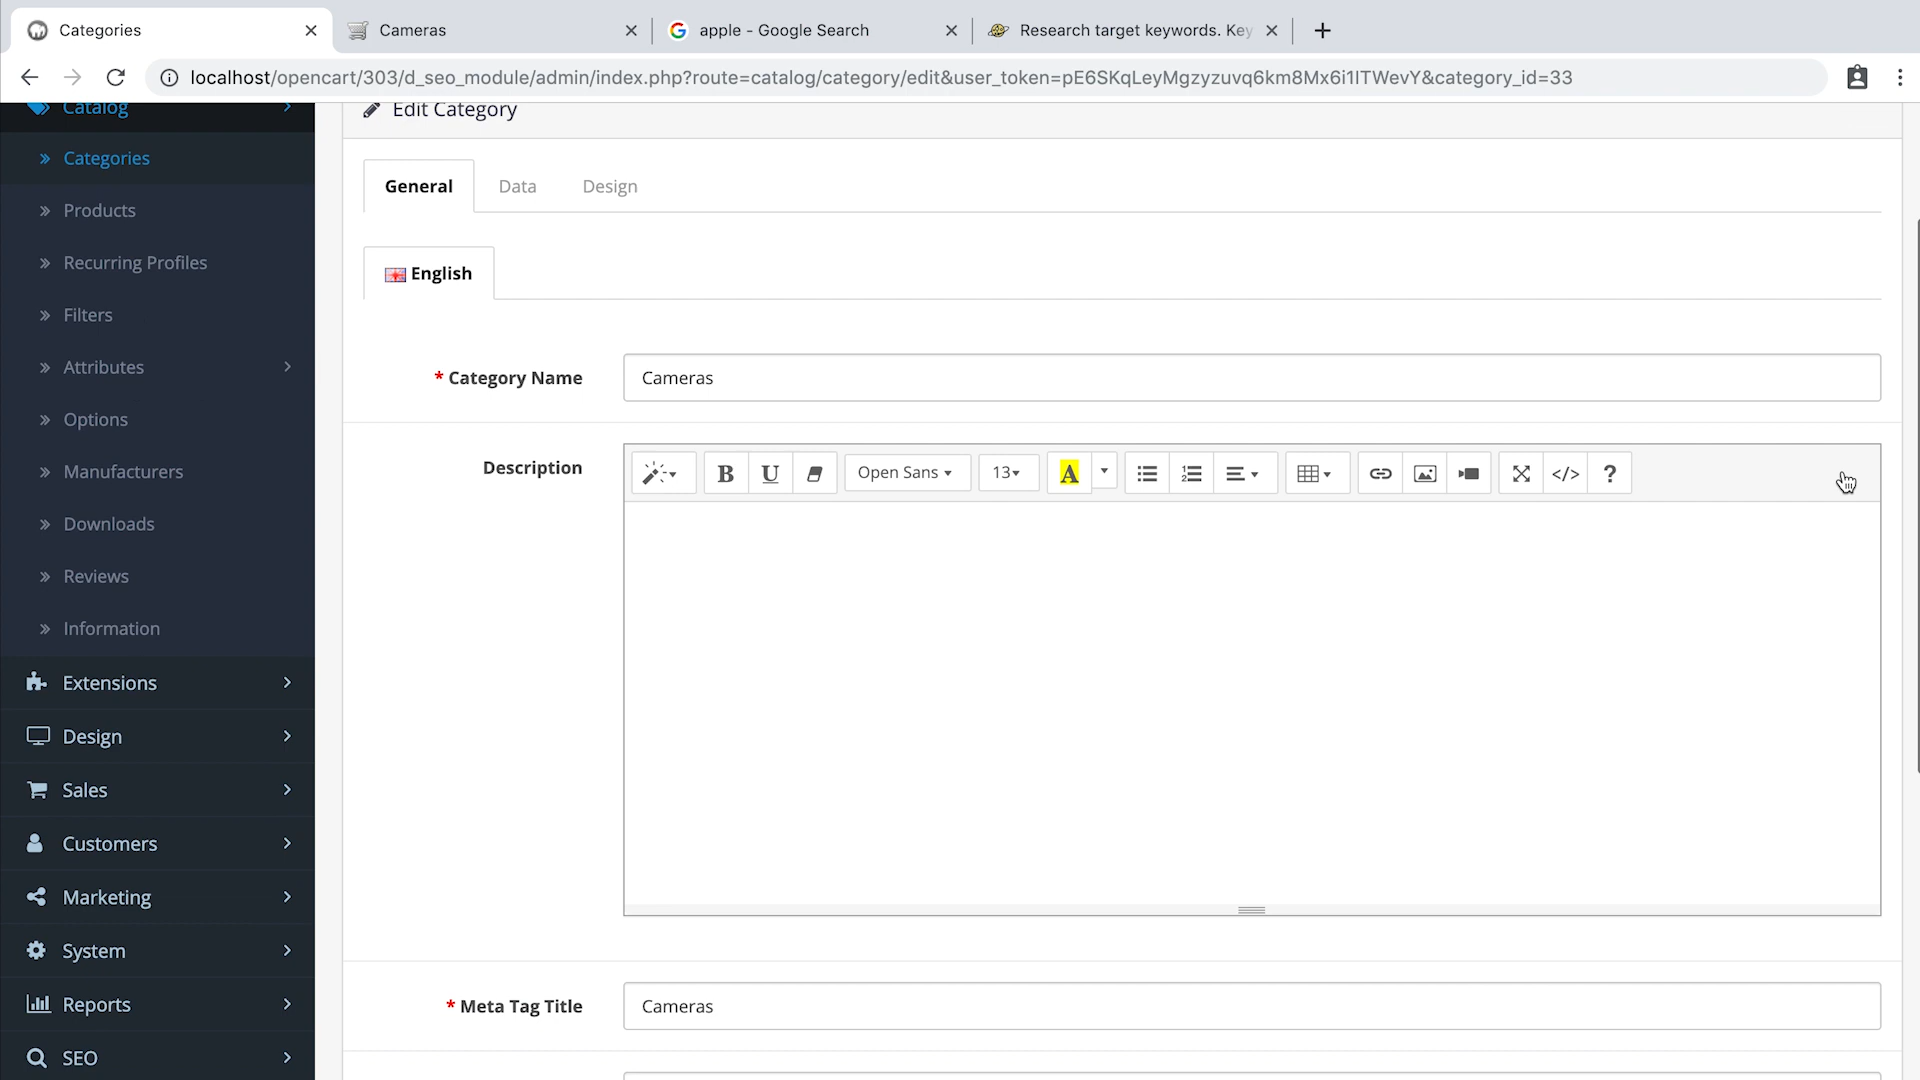 Categories
Cameras
apple - Google Search
Research target keywords. Key
localhost/opencart/303/d_seo_module/admin/index.php?route=catalog/category/edit&user_token=pE6SKqLeyMgzyzuvq6km8Mx6i1ITWevY&category_id=33
Catalog
Categories
Products
Recurring Profiles
Filters
Attributes
Options
Manufacturers
Downloads
Reviews
Information
Extensions
Design
Sales
Customers
Marketing
System
Reports
SEO
Edit Category
General
Data
Design
English
* Category Name
Cameras
Description
B
U
Open Sans
13
A
</>
?
* Meta Tag Title
Cameras